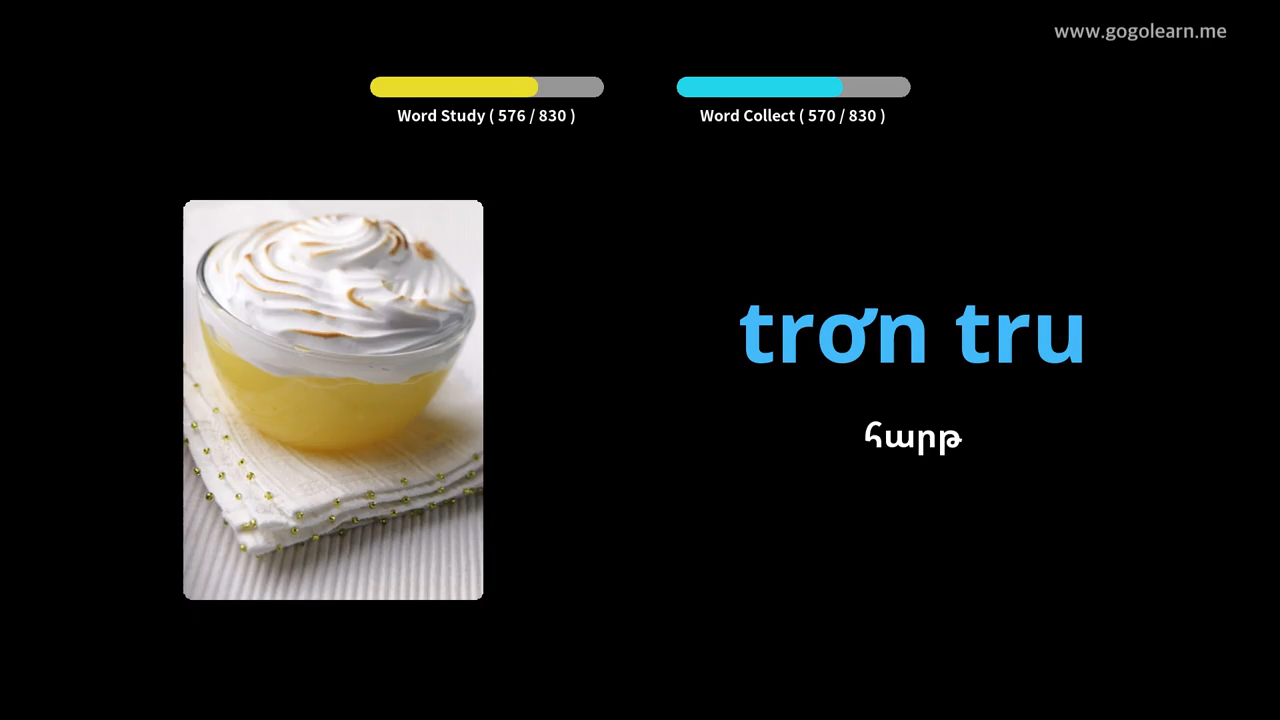 www.gogolearn.me
Word Study ( 576 / 830 )
Word Collect ( 570 / 830 )
trơn tru
հարթ